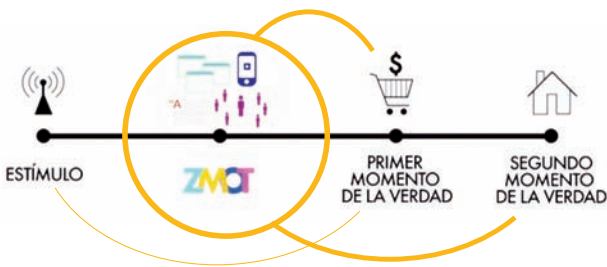 $
"A
ESTÍMULO
ZMOT
PRIMER
MOMENTO
DE LA VERDAD
SEGUNDO
MOMENTO
DE LA VERDAD